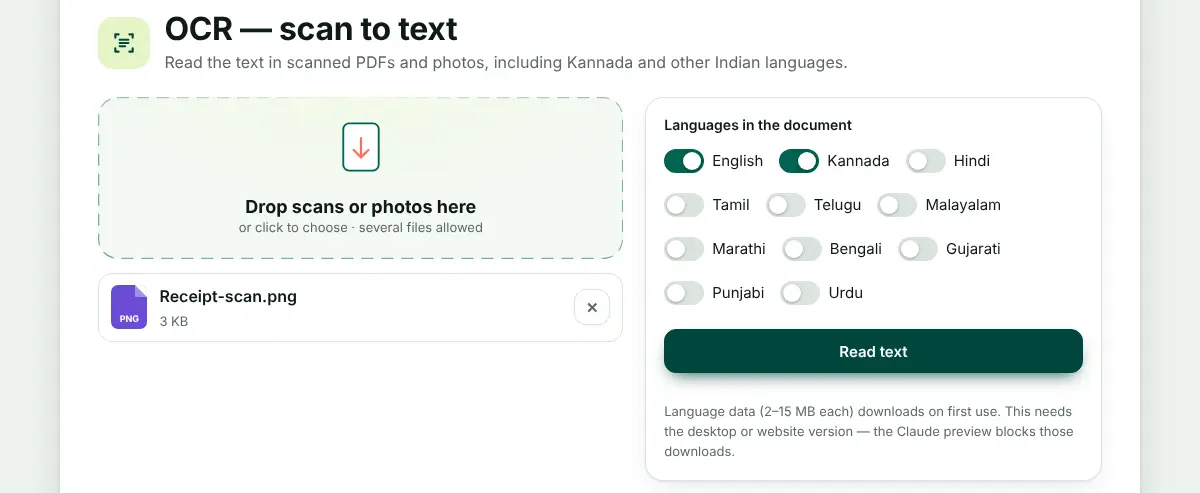 OCR — scan to text
Read the text in scanned PDFs and photos, including Kannada and other Indian languages.
Drop scans or photos here
or click to choose · several files allowed
PNG
Receipt-scan.png
3 KB
Languages in the document
English Kannada Hindi
Tamil Telugu Malayalam
Marathi Bengali Gujarati
Punjabi Urdu
Read text
Language data (2–15 MB each) downloads on first use. This needs
the desktop or website version — the Claude preview blocks those
downloads.